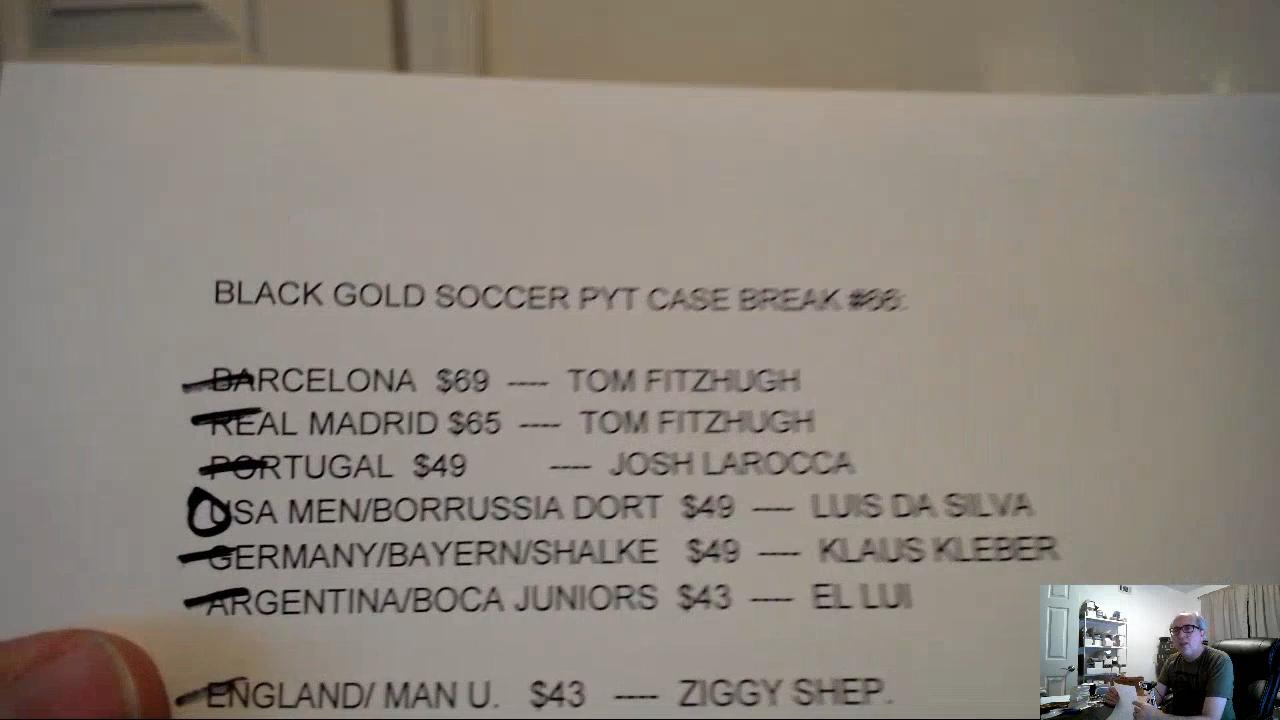 BLACK GOLD SOCCER PYT CASE BREAK
BARCELONA $69 ---- TOM FITZHUGH
REAL MADRID $65 ---- TOM FITZHUGH
PORTUGAL $49 ---- JOSH LAROCCA
USA MEN/BORRUSSIA DORT $49 ---- LUIS DA SILVA
GERMANY/BAYERN/SHALKE $49 ---- KLAUS KLEBER
ARGENTINA/BOCA JUNIORS $43 ---- EL LUI
ENGLAND/ MAN U. $43 ---- ZIGGY SHEP.